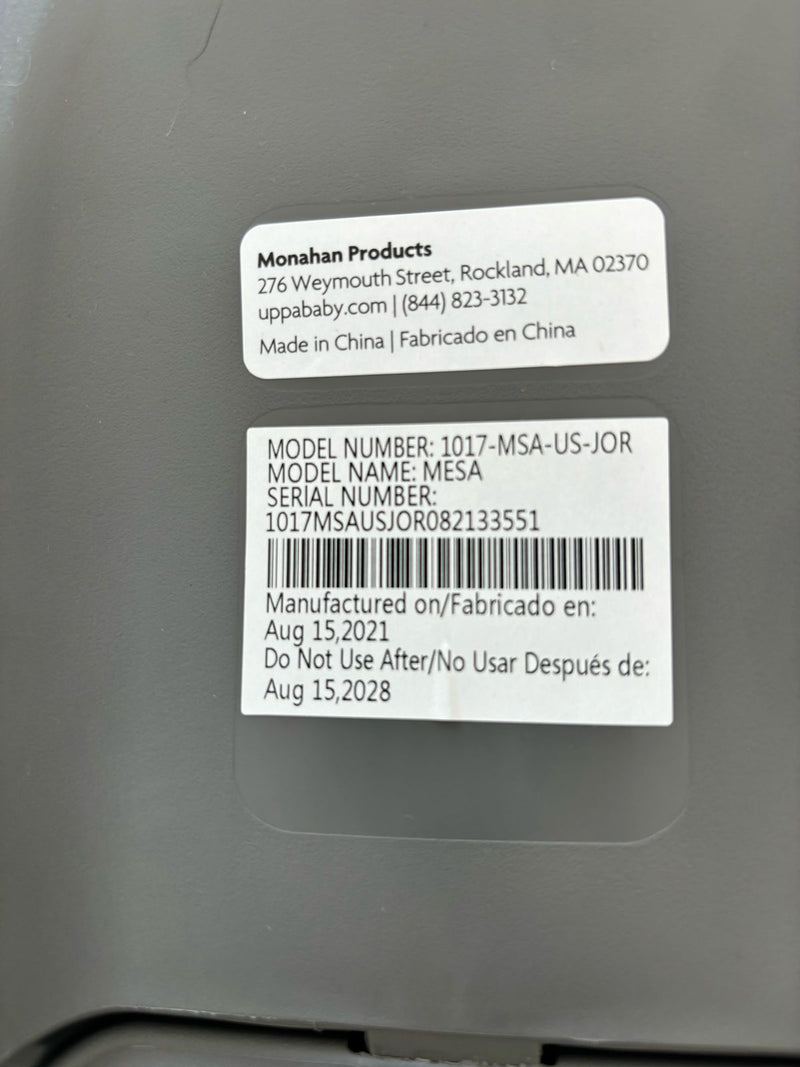 Monahan Products
276 Weymouth Street, Rockland, MA 02370
uppababy.com | (844) 823-3132
Made in China | Fabricado en China
MODEL NUMBER: 1017-MSA-US-JOR
MODEL NAME: MESA
SERIAL NUMBER:
1017MSAUSJOR082133551
Manufactured on/Fabricado en:
Aug 15,2021
Do Not Use After/No Usar Después de:
Aug 15,2028